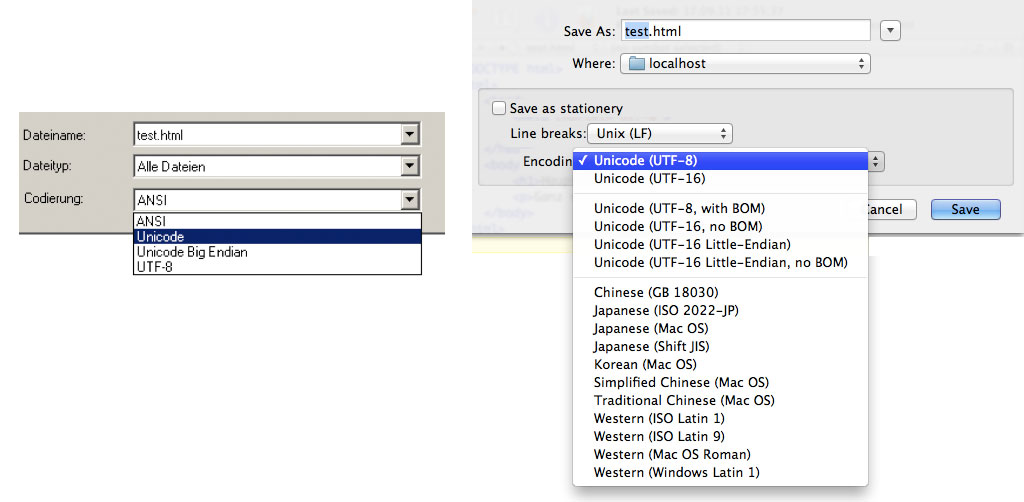 Dateiname:
test.html
Dateityp:
Alle Dateien
Codierung:
ANSI
ANSI
Unicode
Unicode Big Endian
UTF-8
Save As:
test.html
Where:
localhost
Save as stationery
Line breaks:
Unix (LF)
Encodin
✓ Unicode (UTF-8)
Unicode (UTF-16)
Unicode (UTF-8, with BOM)
Unicode (UTF-16, no BOM)
Unicode (UTF-16 Little-Endian)
Unicode (UTF-16 Little-Endian, no BOM)
Chinese (GB 18030)
Japanese (ISO 2022-JP)
Japanese (Mac OS)
Japanese (Shift JIS)
Korean (Mac OS)
Simplified Chinese (Mac OS)
Traditional Chinese (Mac OS)
Western (ISO Latin 1)
Western (ISO Latin 9)
Western (Mac OS Roman)
Western (Windows Latin 1)
Cancel
Save